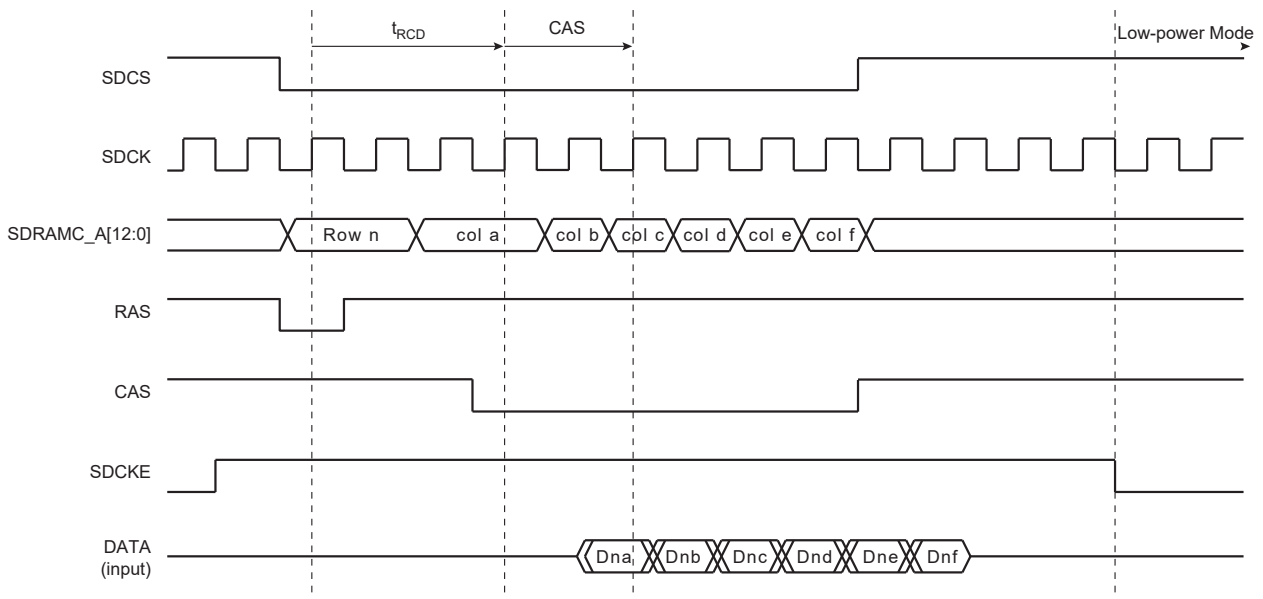 t_RCD CAS Low-power Mode
SDCS
SDCK
SDRAMC_A[12:0] Row n col a col b col c col d col e col f
RAS
CAS
SDCKE
DATA
(input) Dna Dnb Dnc Dnd Dne Dnf